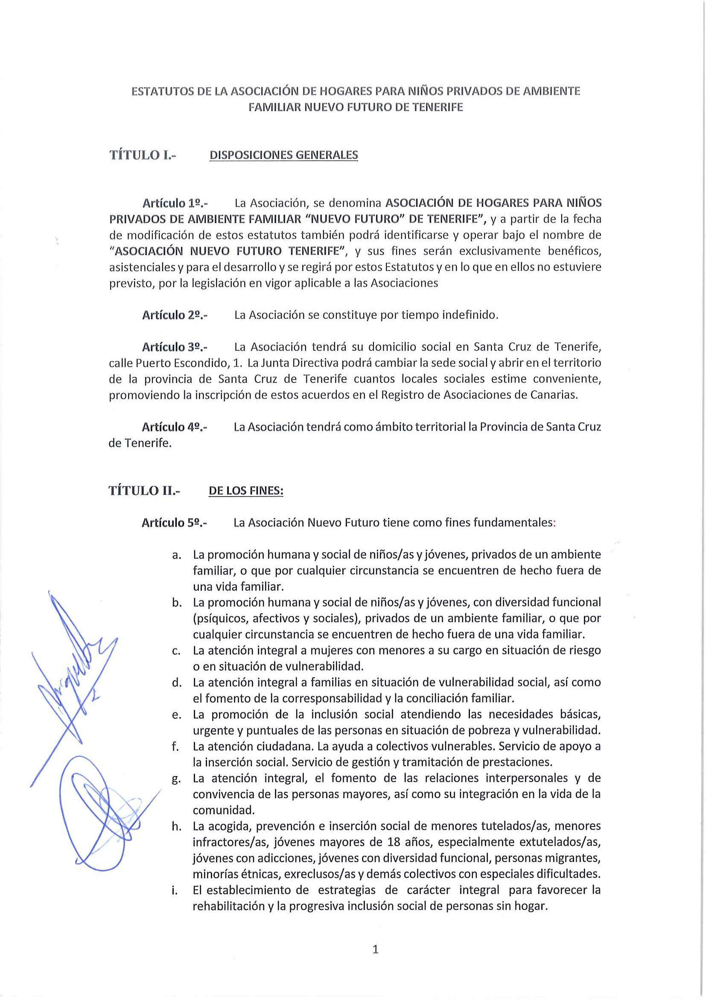 ESTATUTOS DE LA ASOCIACIÓN DE HOGARES PARA NIÑOS PRIVADOS DE AMBIENTE
FAMILIAR NUEVO FUTURO DE TENERIFE
TÍTULO I.- DISPOSICIONES GENERALES
Artículo 1º.- La Asociación, se denomina ASOCIACIÓN DE HOGARES PARA NIÑOS
PRIVADOS DE AMBIENTE FAMILIAR “NUEVO FUTURO” DE TENERIFE”, y a partir de la fecha
de modificación de estos estatutos también podrá identificarse y operar bajo el nombre de
“ASOCIACIÓN NUEVO FUTURO TENERIFE”, y sus fines serán exclusivamente benéficos,
asistenciales y para el desarrollo y se regirá por estos Estatutos y en lo que en ellos no estuviere
previsto, por la legislación en vigor aplicable a las Asociaciones
Artículo 2º.- La Asociación se constituye por tiempo indefinido.
Artículo 3º.- La Asociación tendrá su domicilio social en Santa Cruz de Tenerife,
calle Puerto Escondido, 1. La Junta Directiva podrá cambiar la sede social y abrir en el territorio
de la provincia de Santa Cruz de Tenerife cuantos locales sociales estime conveniente,
promoviendo la inscripción de estos acuerdos en el Registro de Asociaciones de Canarias.
Artículo 4º.- La Asociación tendrá como ámbito territorial la Provincia de Santa Cruz
de Tenerife.
TÍTULO II.- DE LOS FINES:
Artículo 5º.- La Asociación Nuevo Futuro tiene como fines fundamentales:
a. La promoción humana y social de niños/as y jóvenes, privados de un ambiente
familiar, o que por cualquier circunstancia se encuentren de hecho fuera de
una vida familiar.
b. La promoción humana y social de niños/as y jóvenes, con diversidad funcional
(psíquicos, afectivos y sociales), privados de un ambiente familiar, o que por
cualquier circunstancia se encuentren de hecho fuera de una vida familiar.
c. La atención integral a mujeres con menores a su cargo en situación de riesgo
o en situación de vulnerabilidad.
d. La atención integral a familias en situación de vulnerabilidad social, así como
el fomento de la corresponsabilidad y la conciliación familiar.
e. La promoción de la inclusión social atendiendo las necesidades básicas,
urgente y puntuales de las personas en situación de pobreza y vulnerabilidad.
f. La atención ciudadana. La ayuda a colectivos vulnerables. Servicio de apoyo a
la inserción social. Servicio de gestión y tramitación de prestaciones.
g. La atención integral, el fomento de las relaciones interpersonales y de
convivencia de las personas mayores, así como su integración en la vida de la
comunidad.
h. La acogida, prevención e inserción social de menores tutelados/as, menores
infractores/as, jóvenes mayores de 18 años, especialmente extutelados/as,
jóvenes con adicciones, jóvenes con diversidad funcional, personas migrantes,
minorías étnicas, exreclusos/as y demás colectivos con especiales dificultades.
i. El establecimiento de estrategias de carácter integral para favorecer la
rehabilitación y la progresiva inclusión social de personas sin hogar.
1